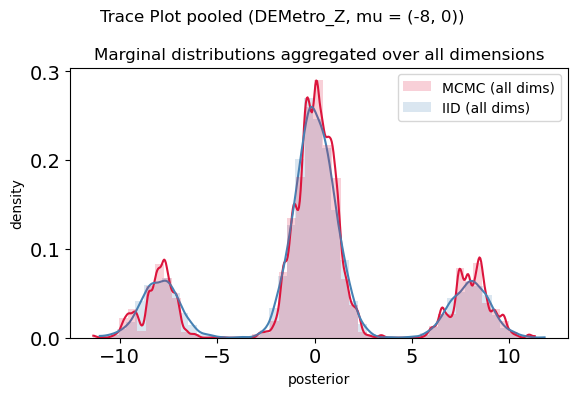 Trace Plot pooled (DEMetro_Z, mu = (-8, 0))
Marginal distributions aggregated over all dimensions
MCMC (all dims)
IID (all dims)
density
0.3
0.2
0.1
0.0
−10
−5
0
5
10
posterior